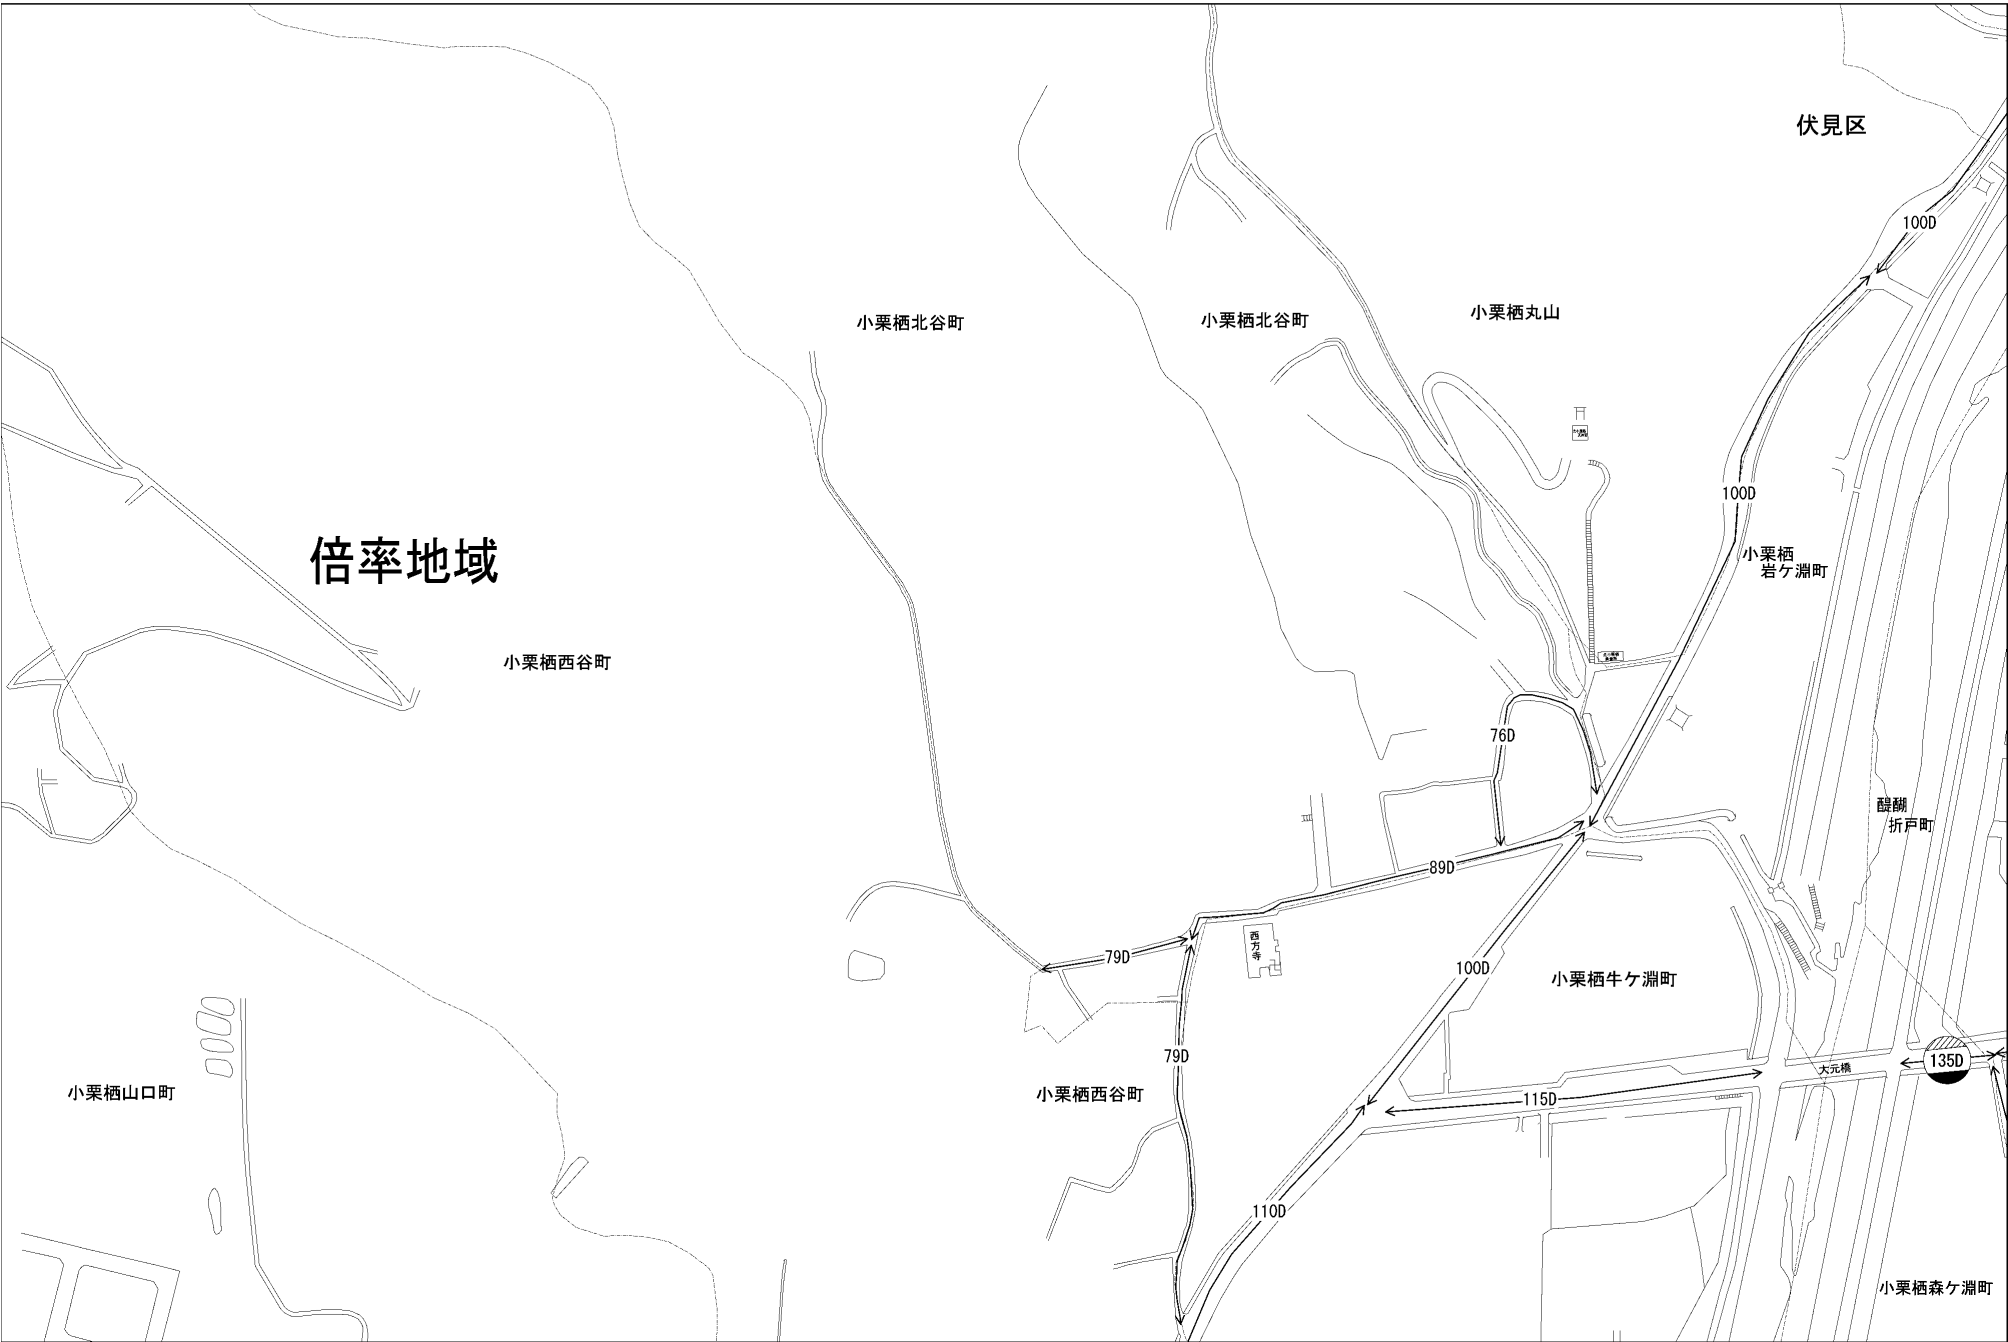 伏見区
100D
小栗栖北谷町
小栗栖北谷町
小栗栖丸山
100D
小栗栖
岩ケ淵町
倍率地域
小栗栖西谷町
76D
醍醐
折戸町
89D
西方寺
79D
100D
小栗栖牛ケ淵町
79D
135D
大元橋
小栗栖山口町
小栗栖西谷町
115D
110D
小栗栖森ケ淵町